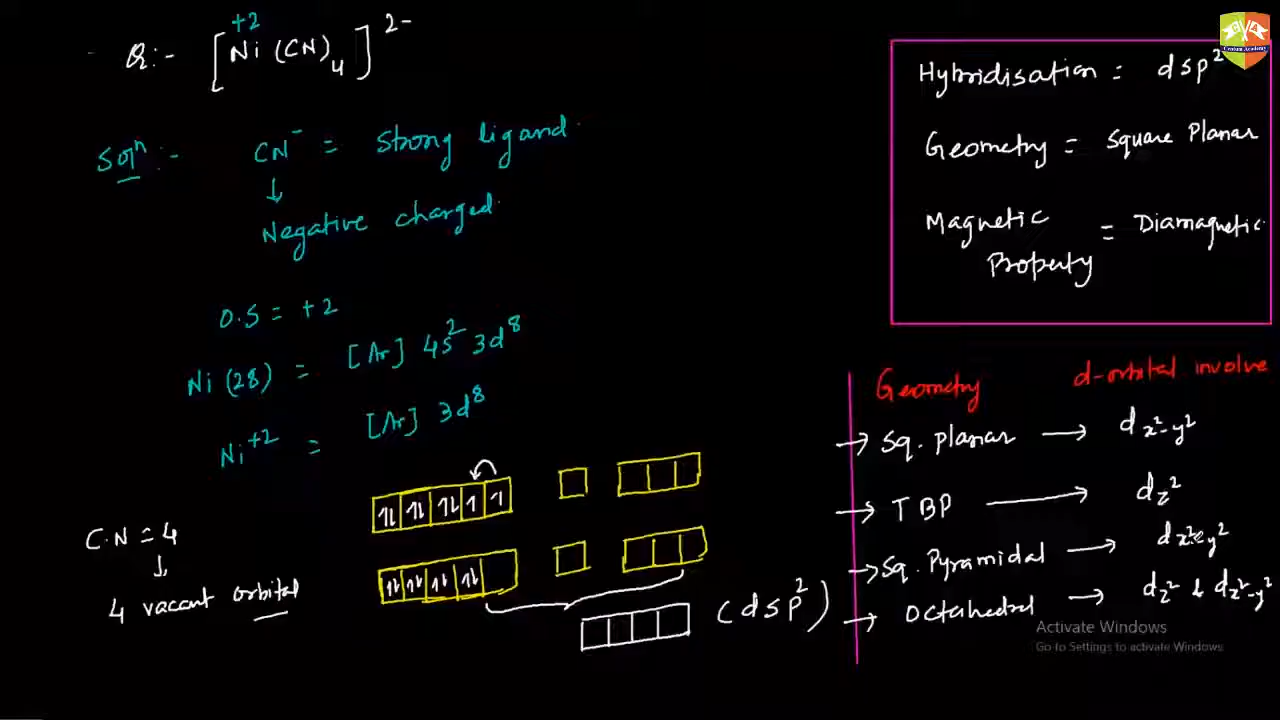 Q:- [Ni(CN)₄]²⁻
+2
Solⁿ :- CN⁻ = Strong ligand.
↓
Negative charged.
O.S = +2
Ni (28) = [Ar] 4s² 3d⁸
Ni⁺² = [Ar] 3d⁸
C.N = 4
↓
4 vacant orbital
(dsp²)
Hybridisation = dsp²
Geometry = Square Planar
Magnetic Property = Diamagnetic.
Geometry d-orbital involve
→ Sq. planar → dx²-y²
→ TBP → dz²
→ Sq. Pyramidal → dx²-y²
→ Octahedral → dz² & dx²-y²
Activate Windows
Go to Settings to activate Windows.
Centum Academy